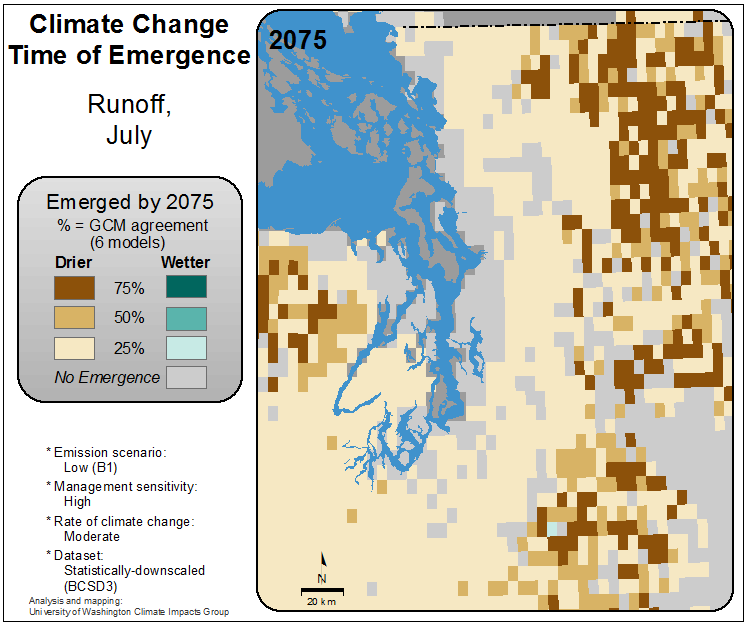 Climate Change
Time of Emergence
Runoff,
July
Emerged by 2075
% = GCM agreement
(6 models)
Drier Wetter
75%
50%
25%
No Emergence
* Emission scenario:
Low (B1)
* Management sensitivity:
High
* Rate of climate change:
Moderate
* Dataset:
Statistically-downscaled
(BCSD3)
Analysis and mapping:
University of Washington Climate Impacts Group
2075
N
20 km